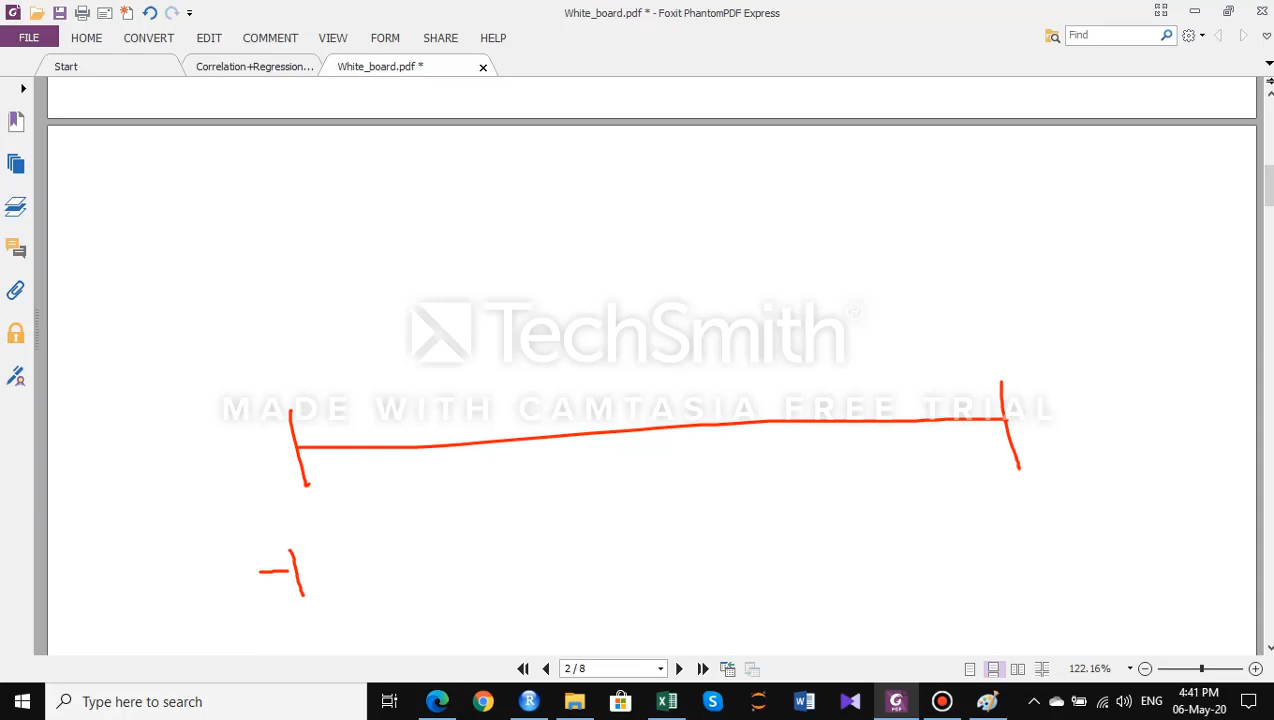 White_board.pdf * - Foxit PhantomPDF Express
FILE HOME CONVERT EDIT COMMENT VIEW FORM SHARE HELP Find
Start Correlation+Regression... White_board.pdf *
TechSmith®
MADE WITH CAMTASIA FREE TRIAL
-1
2 / 8 122.16%
Type here to search ENG 4:41 PM
06-May-20